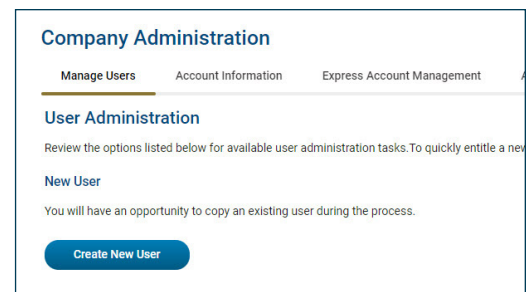 Company Administration
Manage Users Account Information Express Account Management
User Administration
Review the options listed below for available user administration tasks.To quickly entitle a new
New User
You will have an opportunity to copy an existing user during the process.
Create New User